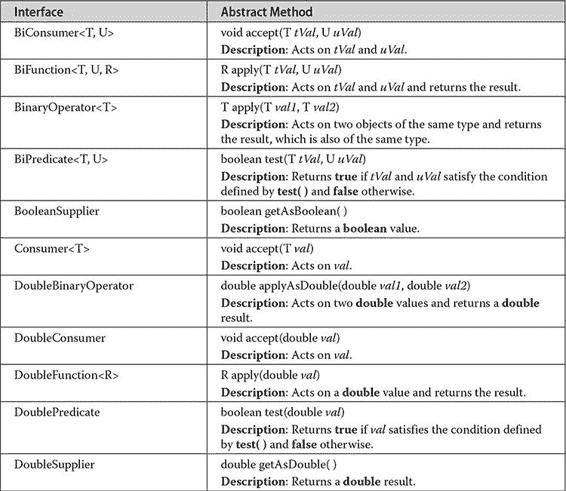 Interface Abstract Method
BiConsumer<T, U> void accept(T tVal, U uVal)
Description: Acts on tVal and uVal.
BiFunction<T, U, R> R apply(T tVal, U uVal)
Description: Acts on tVal and uVal and returns the result.
BinaryOperator<T> T apply(T val1, T val2)
Description: Acts on two objects of the same type and returns
the result, which is also of the same type.
BiPredicate<T, U> boolean test(T tVal, U uVal)
Description: Returns true if tVal and uVal satisfy the condition
defined by test( ) and false otherwise.
BooleanSupplier boolean getAsBoolean( )
Description: Returns a boolean value.
Consumer<T> void accept(T val)
Description: Acts on val.
DoubleBinaryOperator double applyAsDouble(double val1, double val2)
Description: Acts on two double values and returns a double
result.
DoubleConsumer void accept(double val)
Description: Acts on val.
DoubleFunction<R> R apply(double val)
Description: Acts on a double value and returns the result.
DoublePredicate boolean test(double val)
Description: Returns true if val satisfies the condition defined
by test( ) and false otherwise.
DoubleSupplier double getAsDouble( )
Description: Returns a double result.